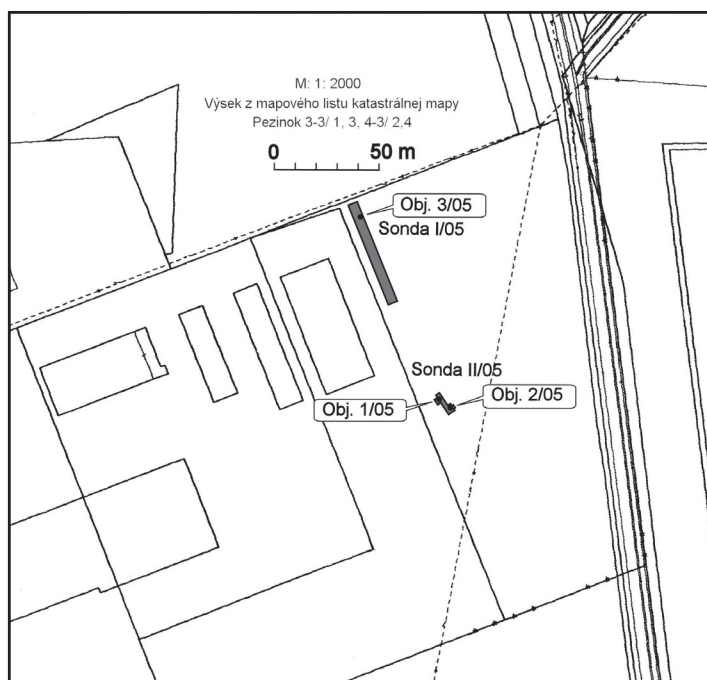 M: 1: 2000
Výsek z mapového listu katastrálnej mapy
Pezinok 3-3/ 1, 3, 4-3/ 2,4
0 50 m
Obj. 3/05
Sonda I/05
Sonda II/05
Obj. 2/05
Obj. 1/05